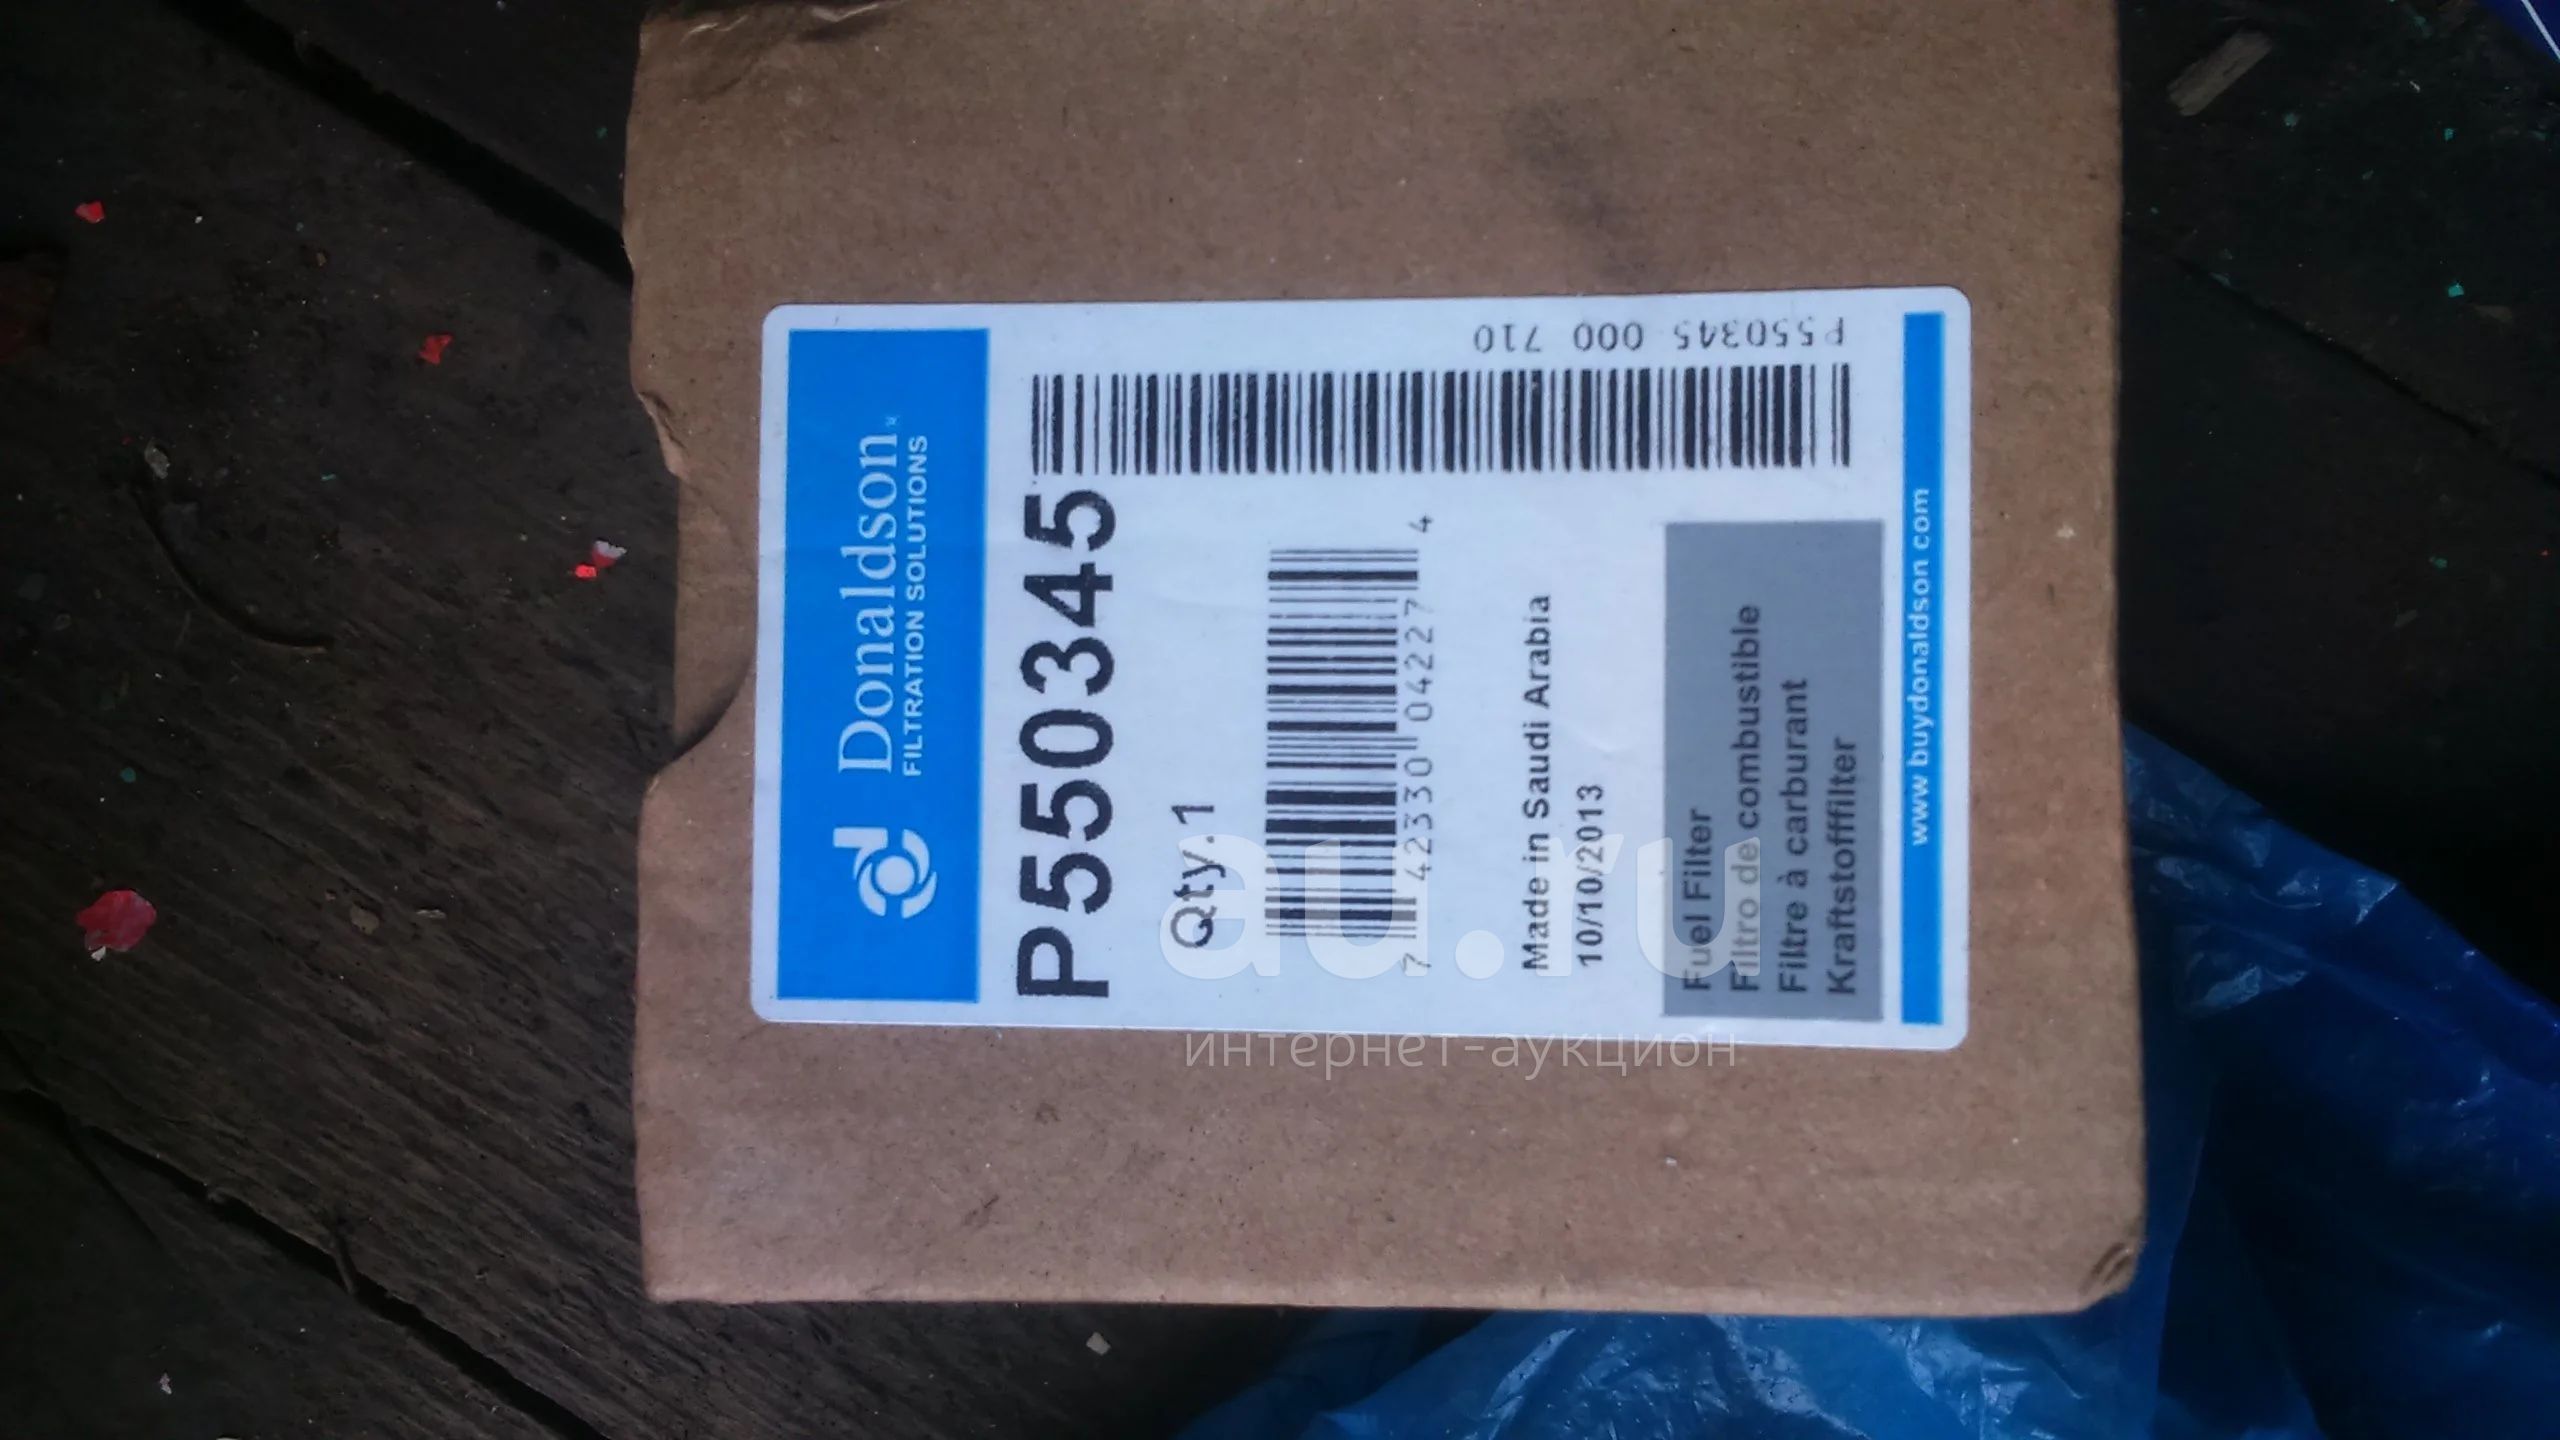 Donaldson
FILTRATION SOLUTIONS
P550345
P550345 000 710
Qty.1
7 42330 04227 4
Made in Saudi Arabia
10/10/2013
Fuel Filter
Filtro de combustible
Filtre à carburant
Kraftstofffilter
www buydonaldson com
au.ru
интернет-аукцион